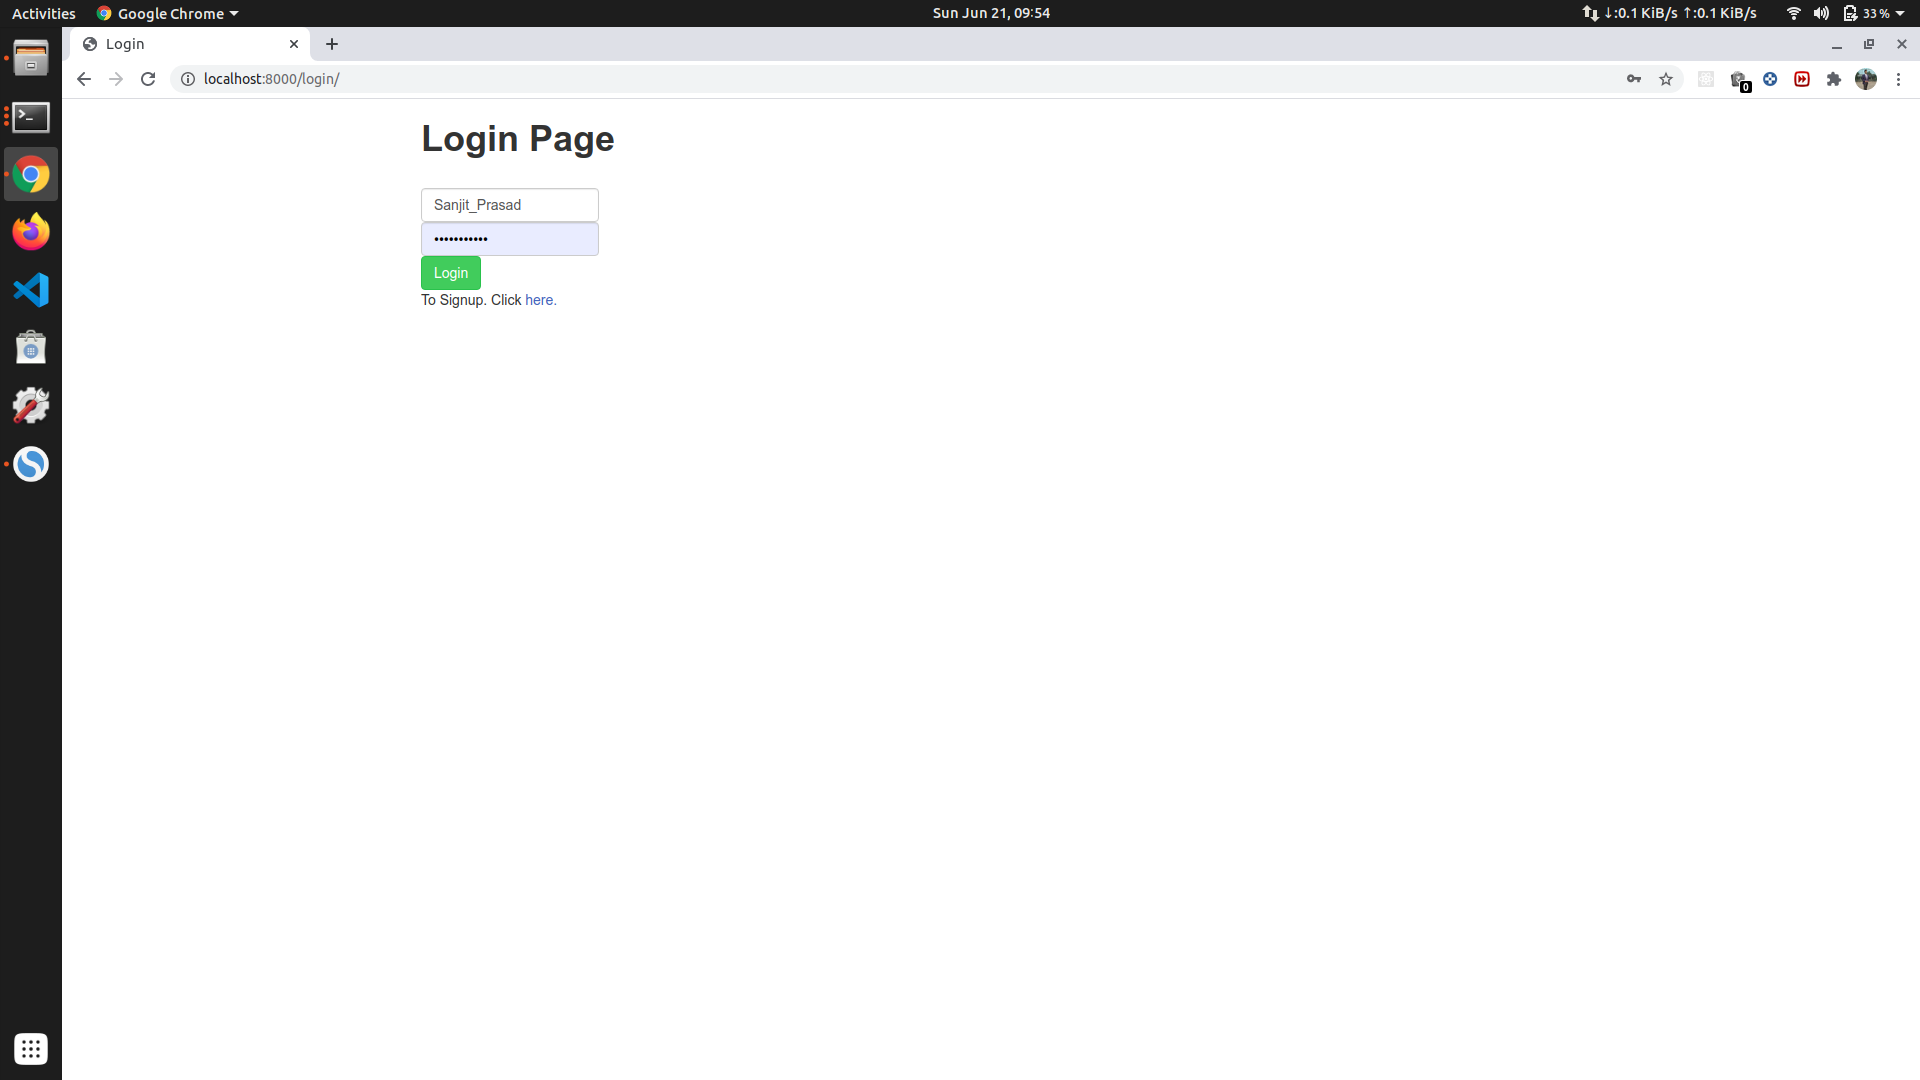 Activities Google Chrome Sun Jun 21, 09:54 ↓:0.1 KiB/s ↑:0.1 KiB/s 33 %
Login
localhost:8000/login/
0
Login Page
Sanjit_Prasad
•••••••••••
Login
To Signup. Click here.